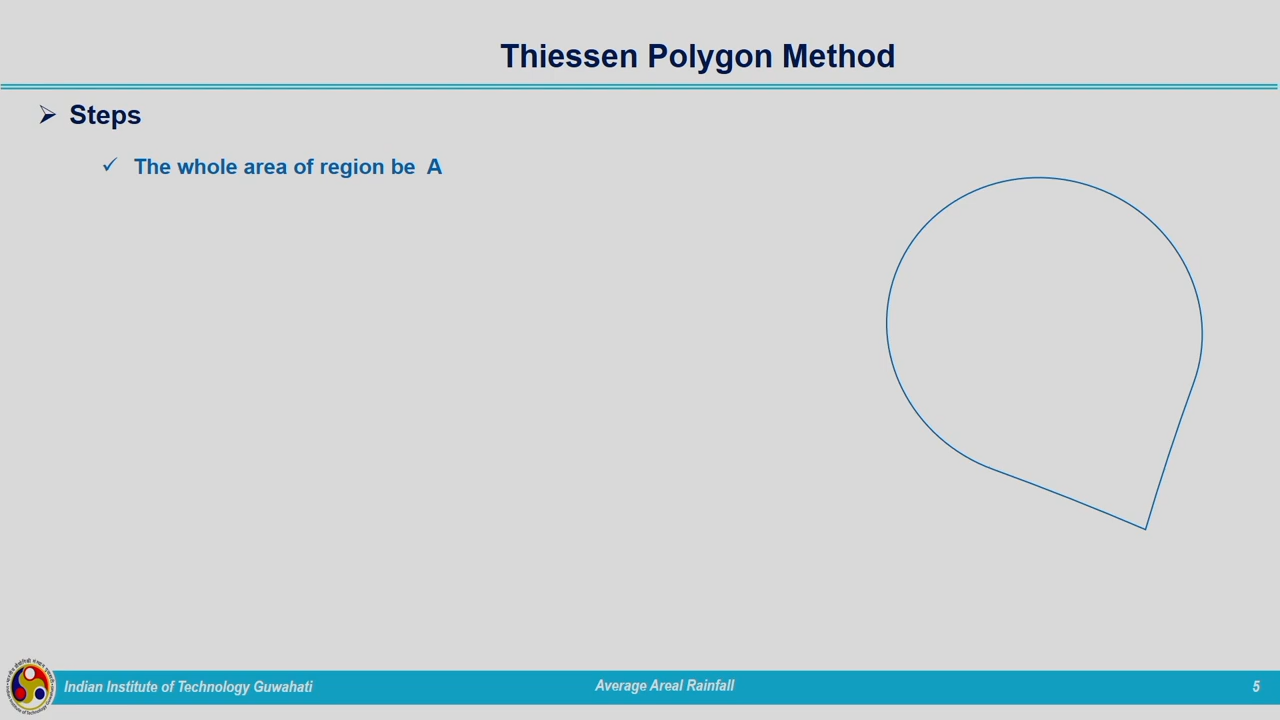 Thiessen Polygon Method
Steps
The whole area of region be A
Indian Institute of Technology Guwahati
Average Areal Rainfall
5